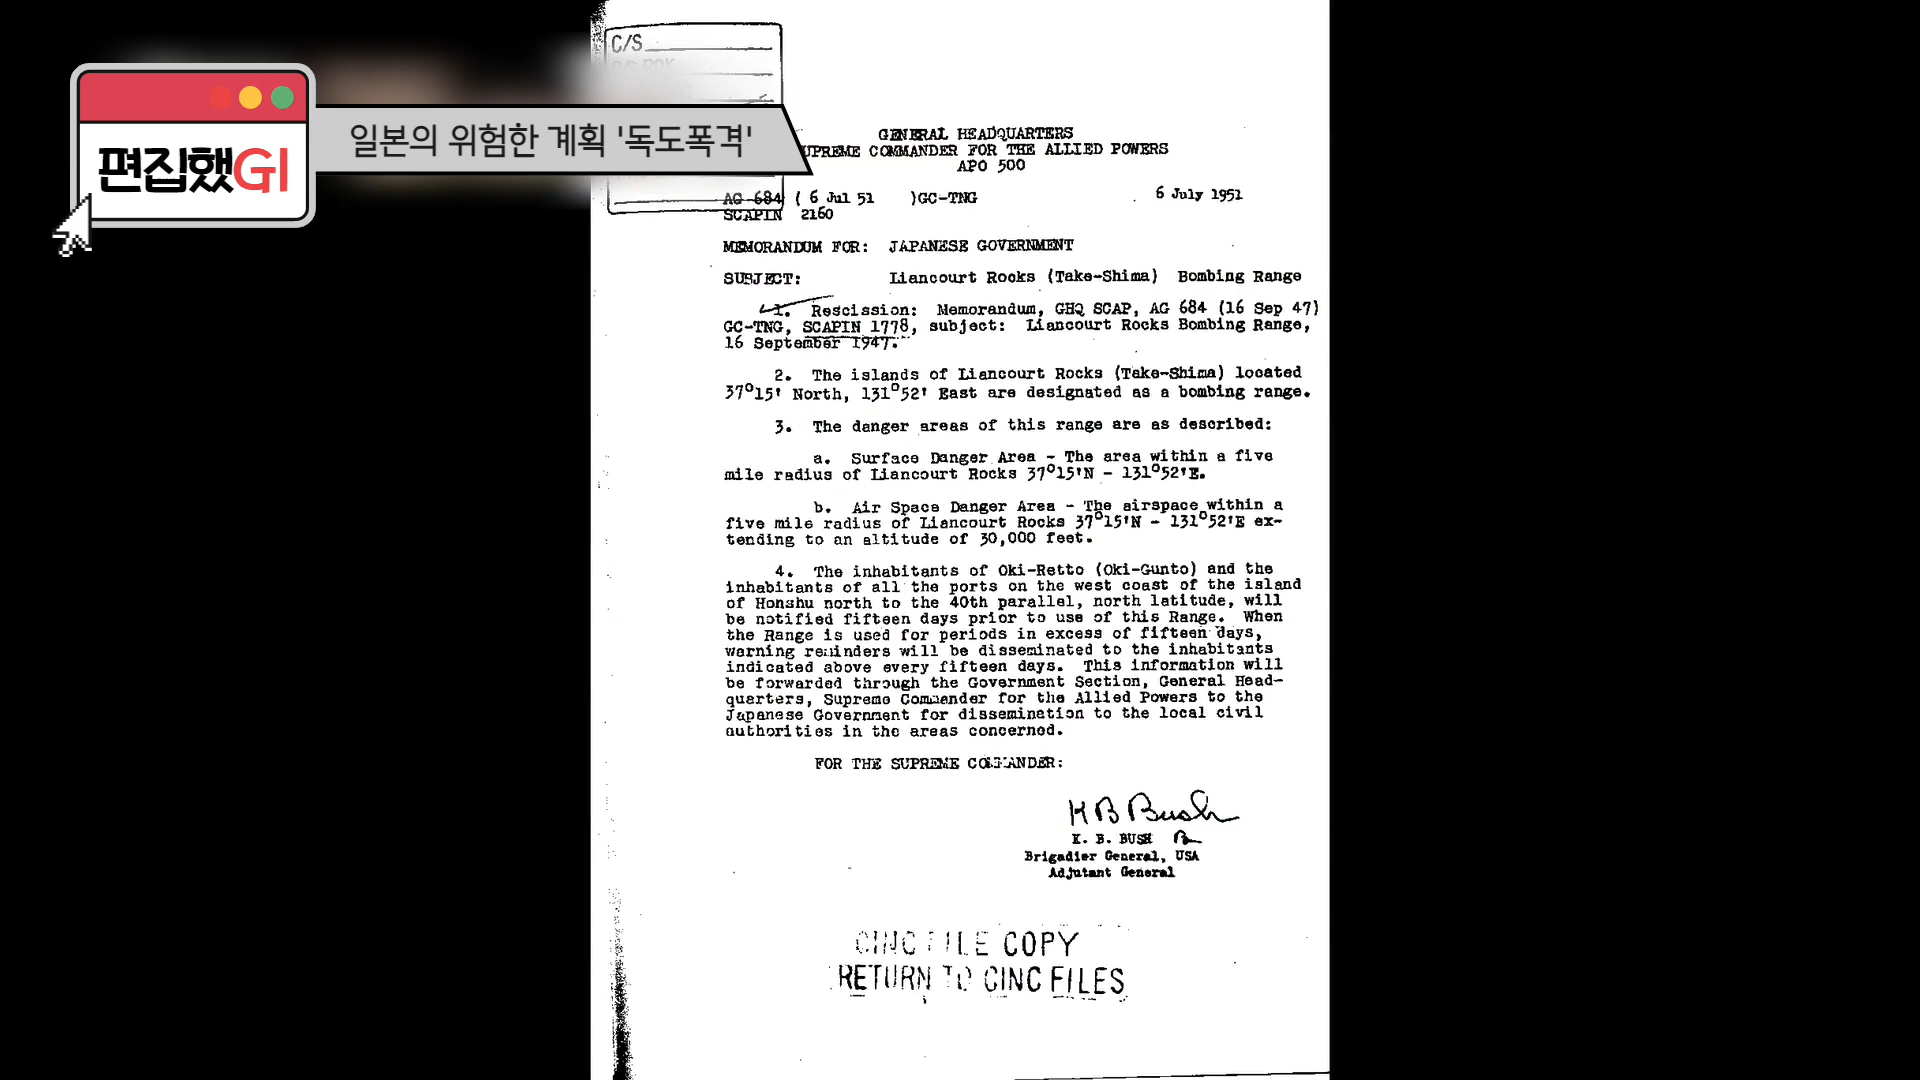 편집했GI
일본의 위험한 계획 '독도폭격'
C/S
GENERAL HEADQUARTERS
UPREME COMMANDER FOR THE ALLIED POWERS
APO 500
AG 684 ( 6 Jul 51 )GC-TNG 6 July 1951
SCAPIN 2160
MEMORANDUM FOR: JAPANESE GOVERNMENT
SUBJECT: Liancourt Rocks (Take-Shima) Bombing Range
1. Rescission: Memorandum, GHQ SCAP, AG 684 (16 Sep 47)
GC-TNG, SCAPIN 1778, subject: Liancourt Rocks Bombing Range,
16 September 1947.
2. The islands of Liancourt Rocks (Take-Shima) located
37°15' North, 131°52' East are designated as a bombing range.
3. The danger areas of this range are as described:
a. Surface Danger Area - The area within a five
mile radius of Liancourt Rocks 37°15'N - 131°52'E.
b. Air Space Danger Area - The airspace within a
five mile radius of Liancourt Rocks 37°15'N - 131°52'E ex-
tending to an altitude of 30,000 feet.
4. The inhabitants of Oki-Retto (Oki-Gunto) and the
inhabitants of all the ports on the west coast of the island
of Honshu north to the 40th parallel, north latitude, will
be notified fifteen days prior to use of this Range. When
the Range is used for periods in excess of fifteen days,
warning reminders will be disseminated to the inhabitants
indicated above every fifteen days. This information will
be forwarded through the Government Section, General Head-
quarters, Supreme Commander for the Allied Powers to the
Japanese Government for dissemination to the local civil
authorities in the areas concerned.
FOR THE SUPREME COMMANDER:
K B Bush
K. B. BUSH
Brigadier General, USA
Adjutant General
CINC FILE COPY
RETURN TO CINC FILES